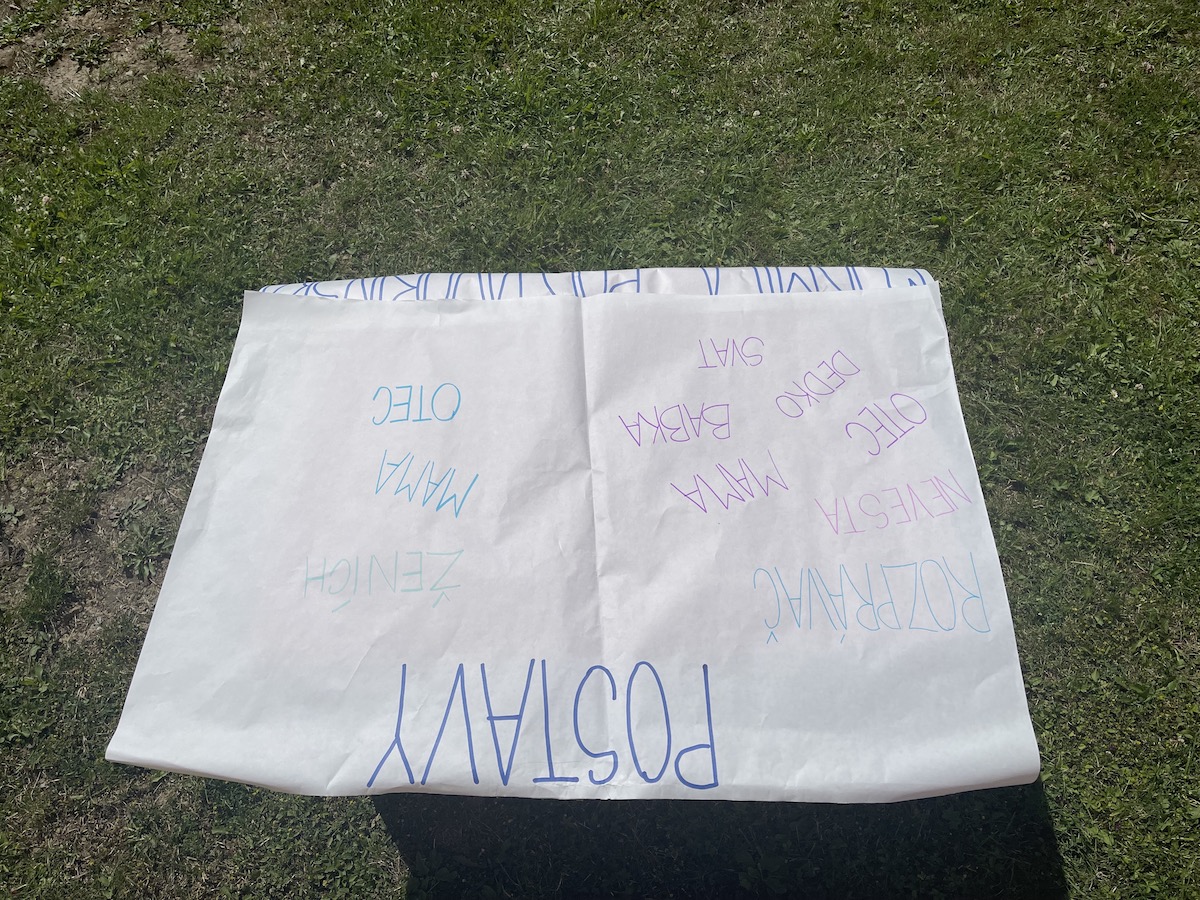 POSTAVY
ROZPRÁVAČ
NEVESTA
MAMA
OTEC
BABKA
DEDKO
SVAT
ŽENÍCH
MAMA
OTEC